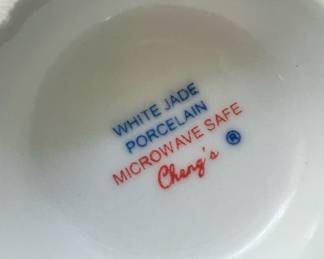 WHITE JADE
PORCELAIN
MICROWAVE SAFE
Cheng's ®